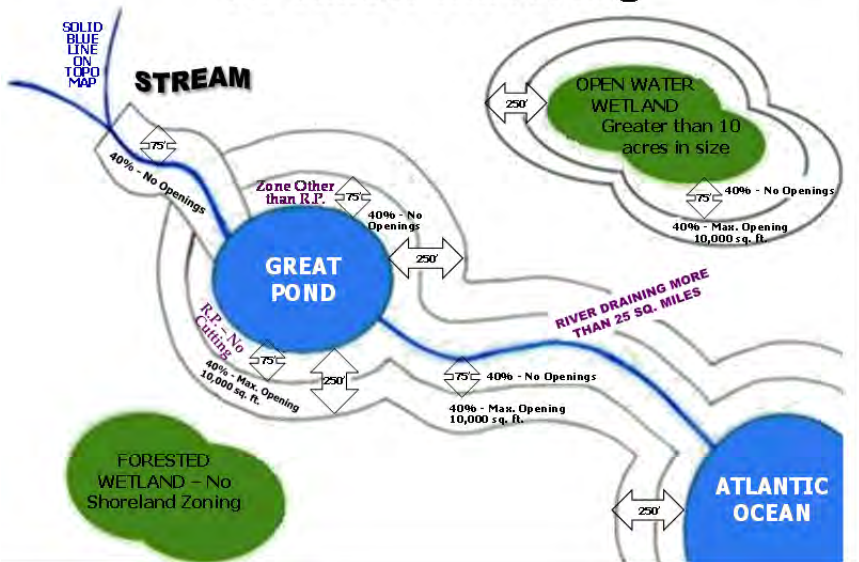 SOLID
BLUE
LINE
ON
TOPO
MAP
STREAM
75'
40% - No Openings
Zone Other
than R.P.
75'
40% - No
Openings
250'
GREAT
POND
R.P. – No
Cutting
75'
250'
40% - Max. Opening
10,000 sq. ft.
OPEN WATER
WETLAND
Greater than 10
acres in size
250'
75'
40% - No Openings
40% - Max. Opening
10,000 sq. ft.
RIVER DRAINING MORE
THAN 25 SQ. MILES
75'
40% - No Openings
40% - Max. Opening
10,000 sq. ft.
FORESTED
WETLAND – No
Shoreland Zoning
250'
ATLANTIC
OCEAN